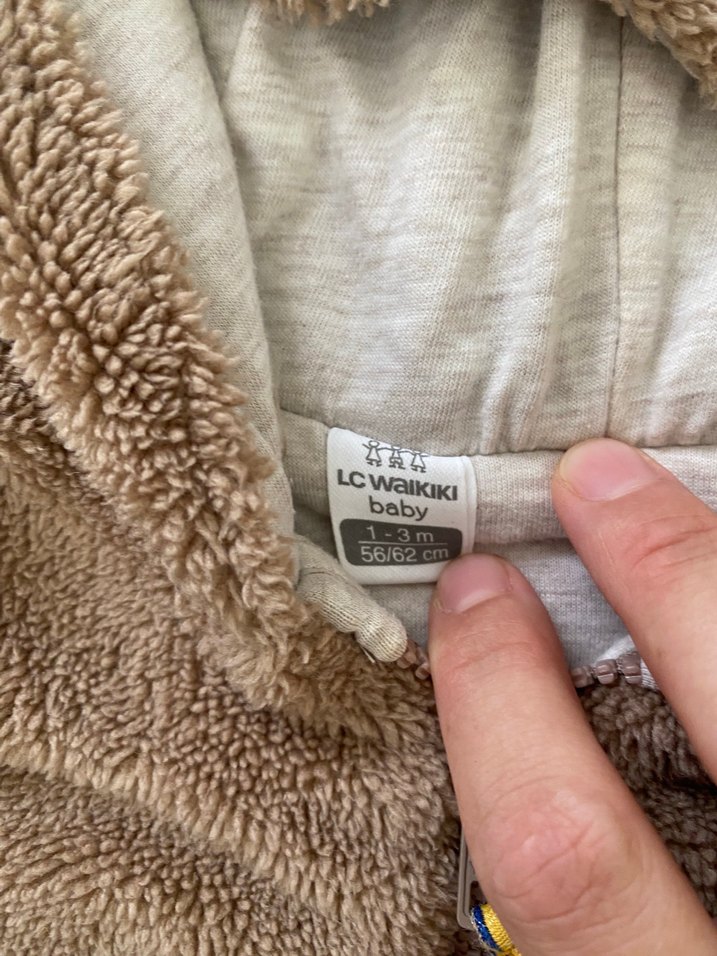 LC WAIKIKI
baby
1 - 3 m
56/62 cm